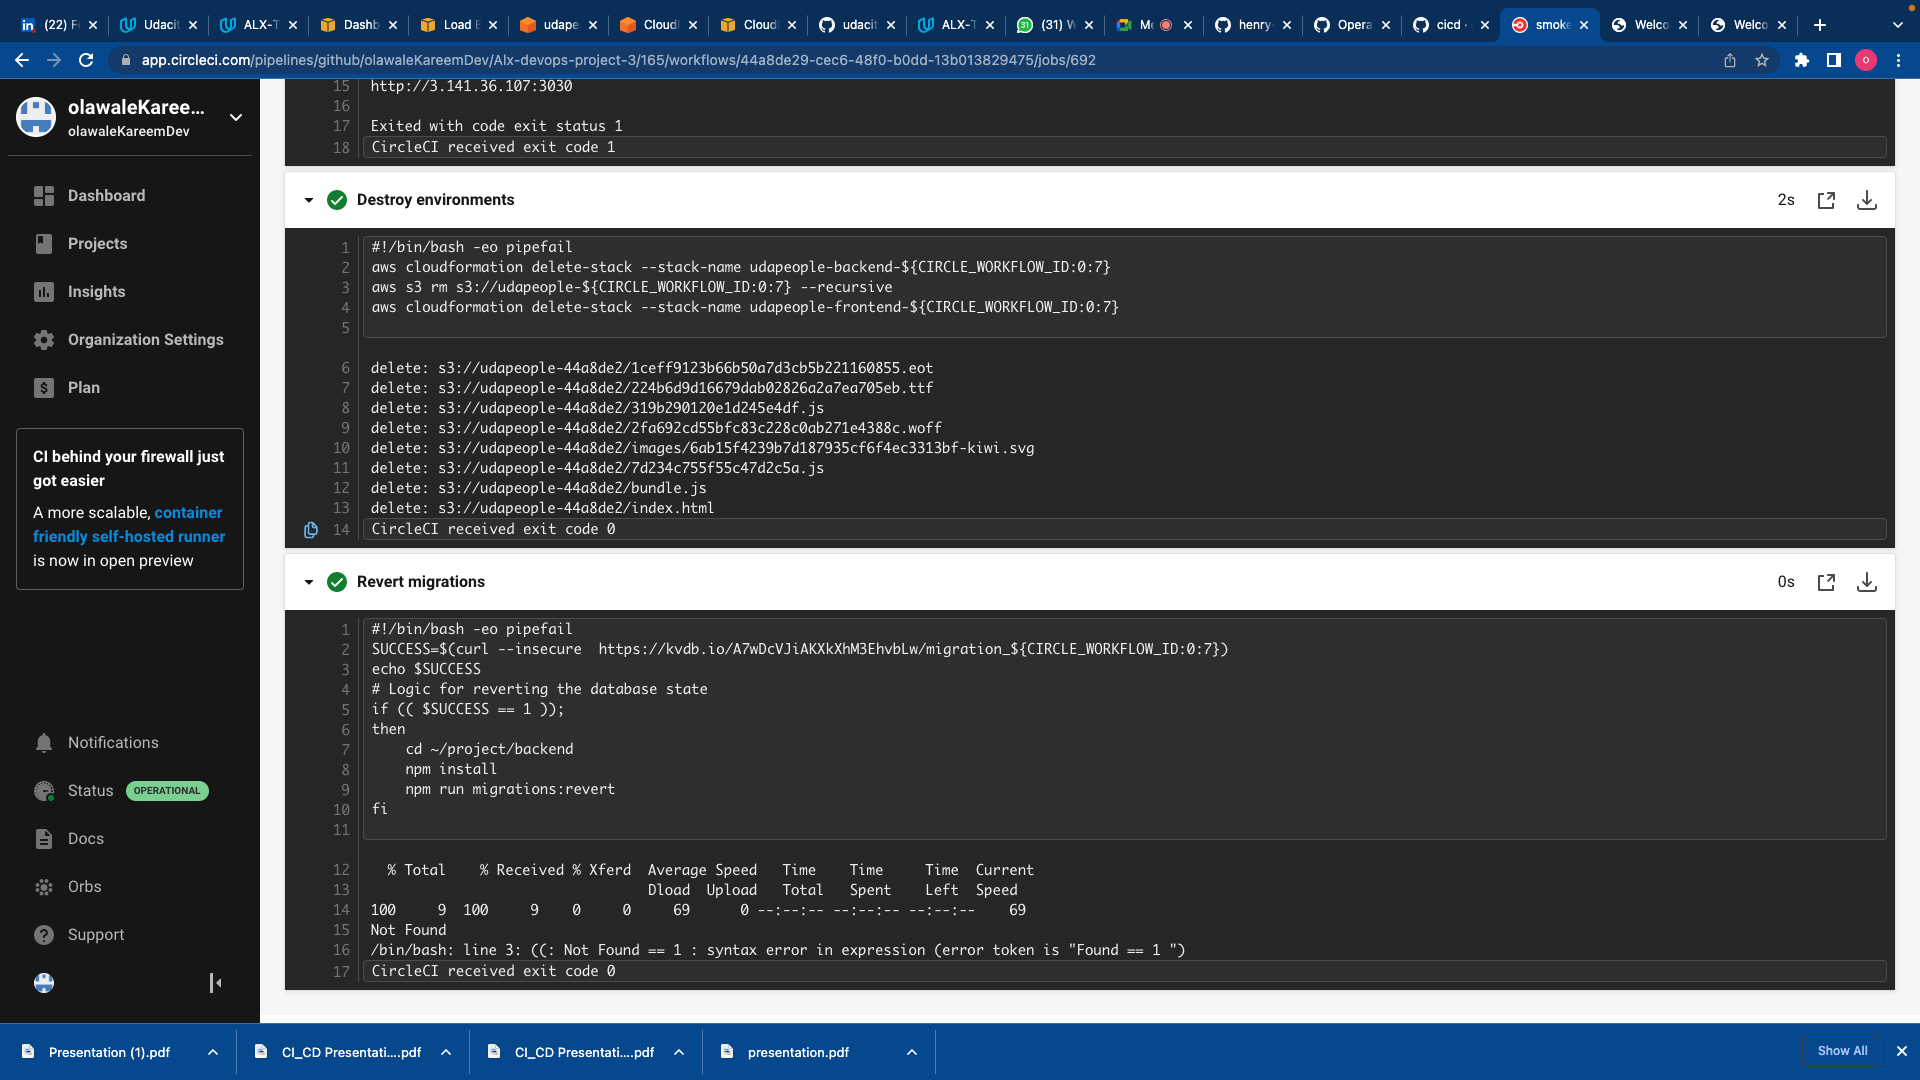 (22) F
Udacit
ALX-T
Dashb
Load E
udape
CloudF
CloudF
udacit
ALX-T
(31) W
Me
henry-
Opera
cicd ·
smoke
Welco
Welco
app.circleci.com/pipelines/github/olawaleKareemDev/Alx-devops-project-3/165/workflows/44a8de29-cec6-48f0-b0dd-13b013829475/jobs/692
olawaleKaree...
olawaleKareemDev
Dashboard
Projects
Insights
Organization Settings
Plan
CI behind your firewall just
got easier
A more scalable, container
friendly self-hosted runner
is now in open preview
Notifications
Status OPERATIONAL
Docs
Orbs
Support
15 http://3.141.36.107:3030
16
17 Exited with code exit status 1
18 CircleCI received exit code 1
Destroy environments 2s
1 #!/bin/bash -eo pipefail
2 aws cloudformation delete-stack --stack-name udapeople-backend-${CIRCLE_WORKFLOW_ID:0:7}
3 aws s3 rm s3://udapeople-${CIRCLE_WORKFLOW_ID:0:7} --recursive
4 aws cloudformation delete-stack --stack-name udapeople-frontend-${CIRCLE_WORKFLOW_ID:0:7}
5
6 delete: s3://udapeople-44a8de2/1ceff9123b66b50a7d3cb5b221160855.eot
7 delete: s3://udapeople-44a8de2/224b6d9d16679dab02826a2a7ea705eb.ttf
8 delete: s3://udapeople-44a8de2/319b290120e1d245e4df.js
9 delete: s3://udapeople-44a8de2/2fa692cd55bfc83c228c0ab271e4388c.woff
10 delete: s3://udapeople-44a8de2/images/6ab15f4239b7d187935cf6f4ec3313bf-kiwi.svg
11 delete: s3://udapeople-44a8de2/7d234c755f55c47d2c5a.js
12 delete: s3://udapeople-44a8de2/bundle.js
13 delete: s3://udapeople-44a8de2/index.html
14 CircleCI received exit code 0
Revert migrations 0s
1 #!/bin/bash -eo pipefail
2 SUCCESS=$(curl --insecure  https://kvdb.io/A7wDcVJiAKXkXhM3EhvbLw/migration_${CIRCLE_WORKFLOW_ID:0:7})
3 echo $SUCCESS
4 # Logic for reverting the database state
5 if (( $SUCCESS == 1 ));
6 then
7     cd ~/project/backend
8     npm install
9     npm run migrations:revert
10 fi
11
12   % Total    % Received % Xferd  Average Speed   Time    Time     Time  Current
13                                  Dload  Upload   Total   Spent    Left  Speed
14 100     9  100     9    0     0     69      0 --:--:-- --:--:-- --:--:--    69
15 Not Found
16 /bin/bash: line 3: ((: Not Found == 1 : syntax error in expression (error token is "Found == 1 ")
17 CircleCI received exit code 0
Presentation (1).pdf
CI_CD Presentati....pdf
CI_CD Presentati....pdf
presentation.pdf
Show All